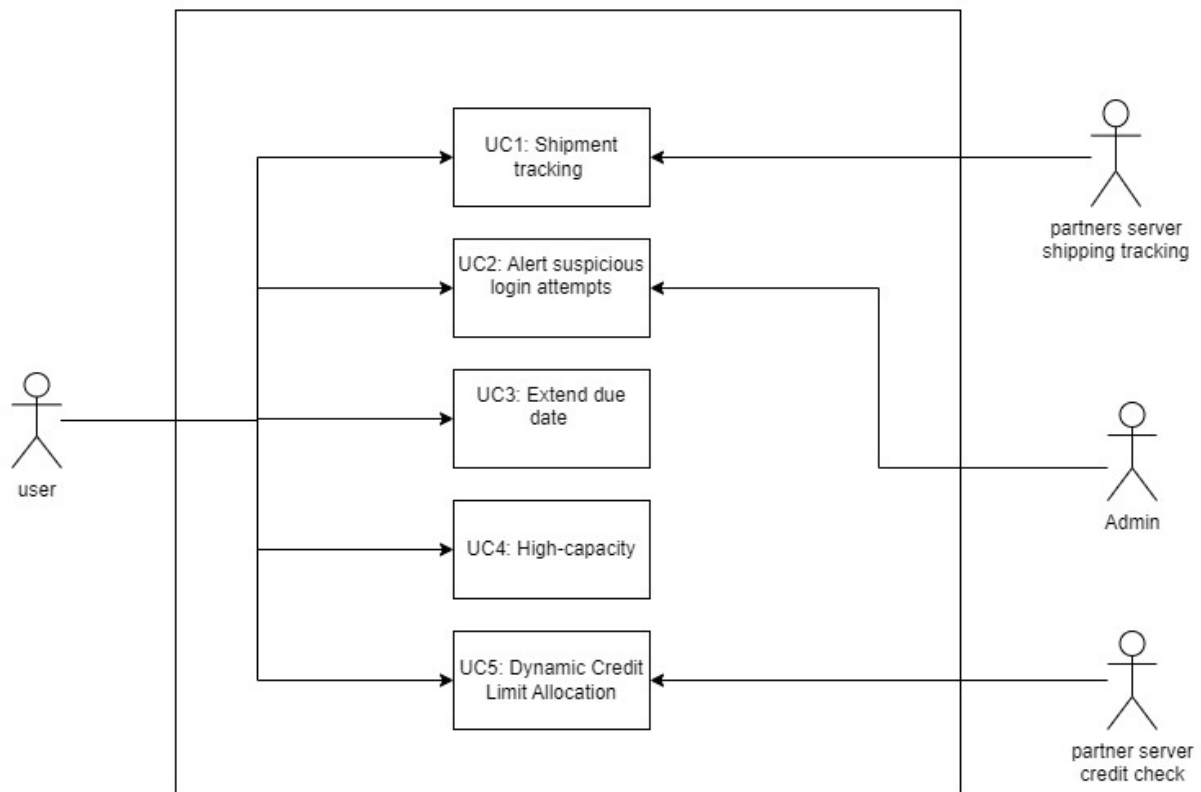 UC1: Shipment
tracking
partners server
shipping tracking
UC2: Alert suspicious
login attempts
UC3: Extend due
date
user
Admin
UC4: High-capacity
UC5: Dynamic Credit
Limit Allocation
partner server
credit check